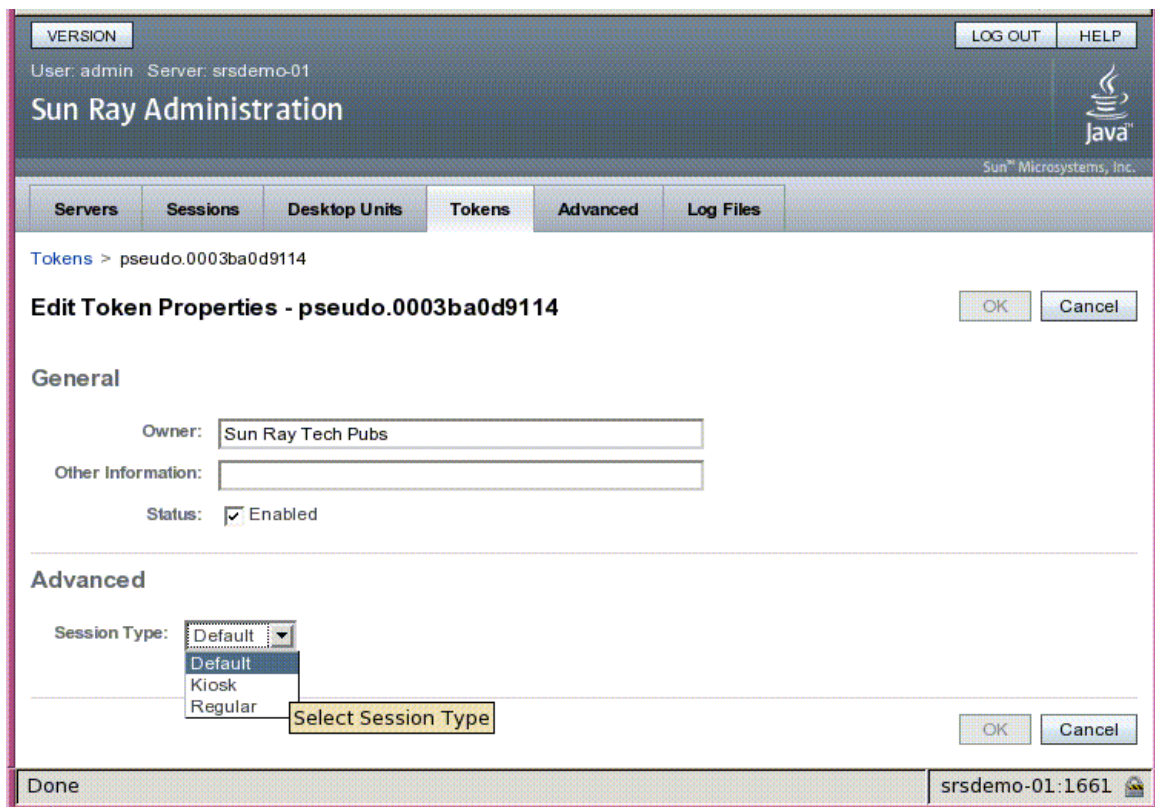 VERSION LOG OUT HELP
User: admin Server: srsdemo-01
Sun Ray Administration
Java™
Sun™ Microsystems, Inc.
Servers Sessions Desktop Units Tokens Advanced Log Files
Tokens > pseudo.0003ba0d9114
Edit Token Properties - pseudo.0003ba0d9114 OK Cancel
General
Owner: Sun Ray Tech Pubs
Other Information:
Status: Enabled
Advanced
Session Type: Default
Default
Kiosk
Regular
Select Session Type
OK Cancel
Done srsdemo-01:1661